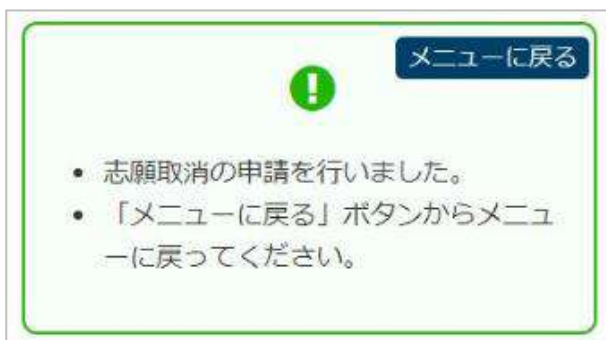 メニューに戻る
• 志願取消の申請を行いました。
• 「メニューに戻る」ボタンからメニュ
ーに戻ってください。